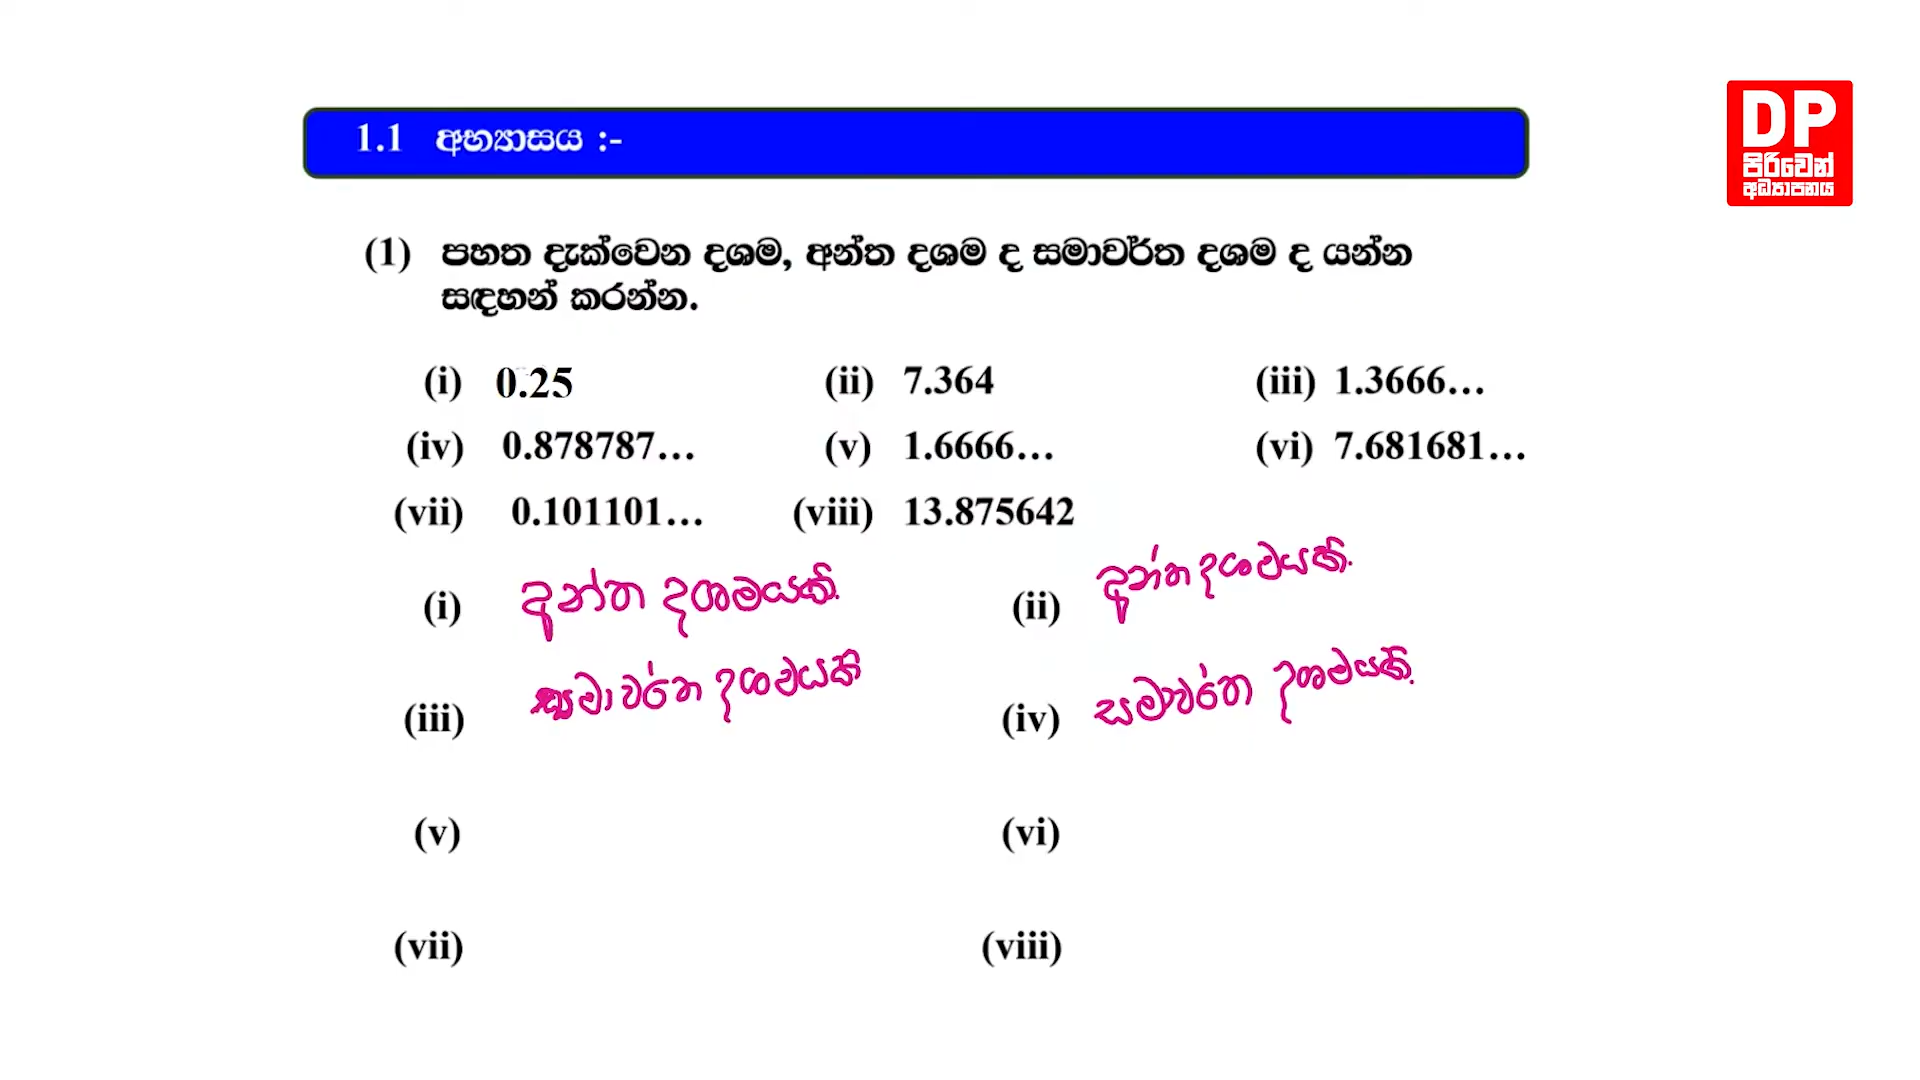 DP
පිරිවෙන්
අධ්‍යාපනය
1.1 අභ්‍යාසය :-
(1) පහත දැක්වෙන දශම, අන්ත දශම ද සමාවර්ත දශම ද යන්න
සඳහන් කරන්න.
(i) 0.25 (ii) 7.364 (iii) 1.3666...
(iv) 0.878787... (v) 1.6666... (vi) 7.681681...
(vii) 0.101101... (viii) 13.875642
(i) අන්ත දශමයකි. (ii) අන්ත දශමයකි.
(iii) සමාවර්ත දශමයකි (iv) සමාවර්ත දශමයකි.
(v) (vi)
(vii) (viii)